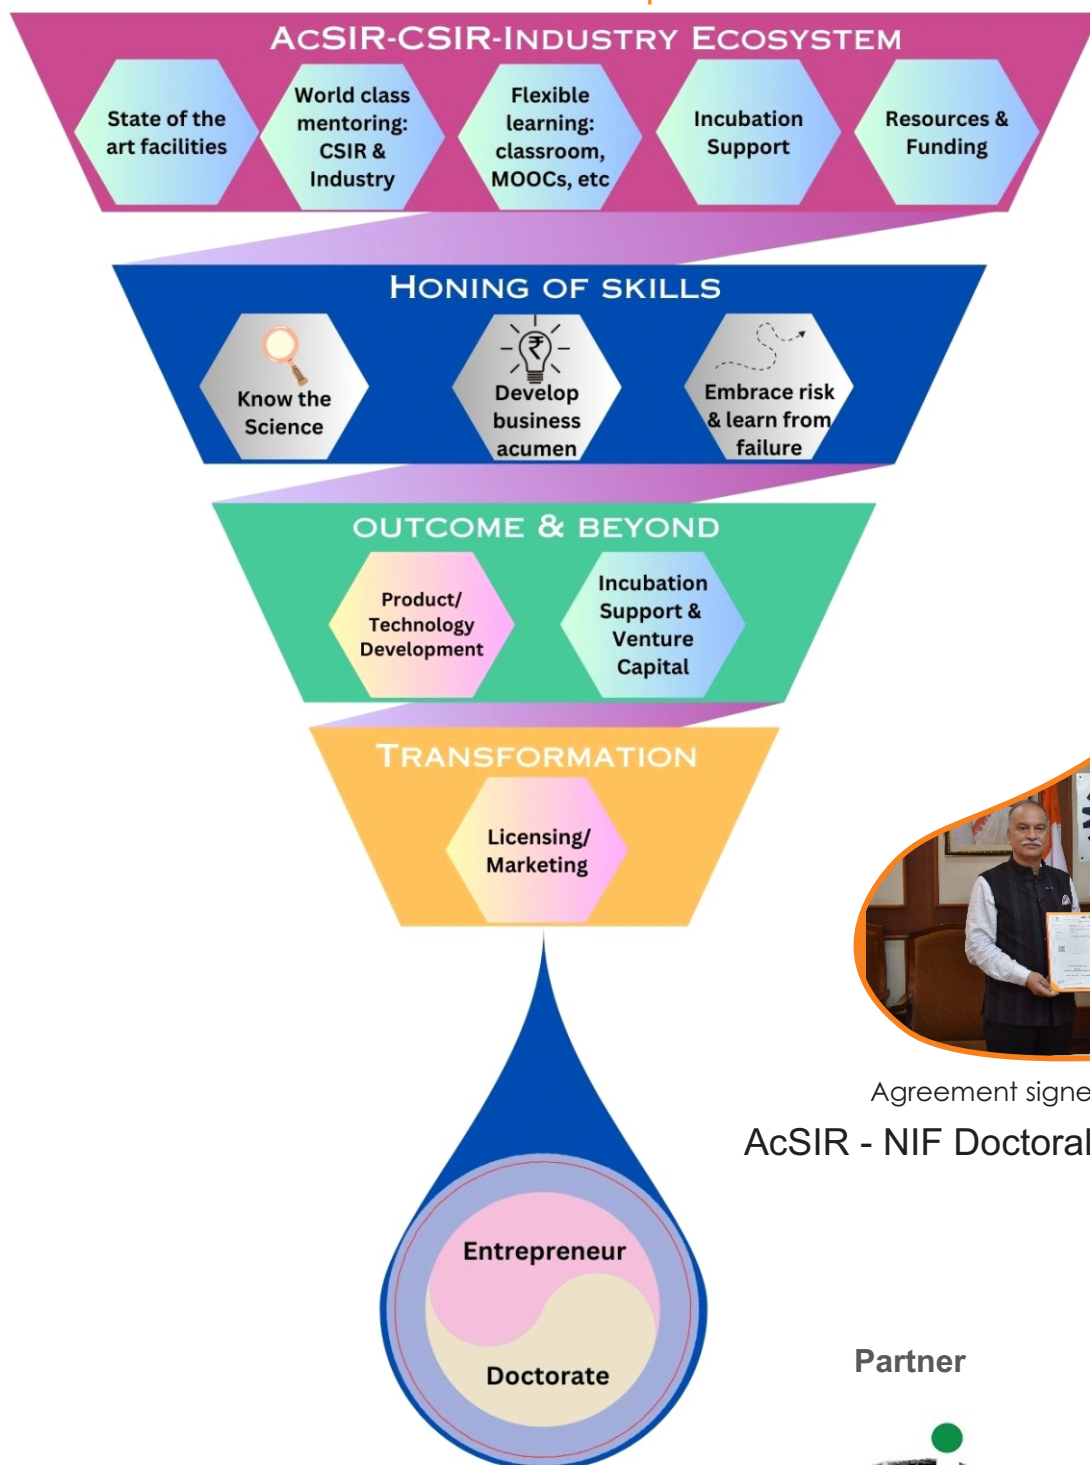 AcSIR-CSIR-Industry Ecosystem
State of the
art facilities
World class
mentoring:
CSIR &
Industry
Flexible
learning:
classroom,
MOOCs, etc
Incubation
Support
Resources &
Funding
Honing of skills
Know the
Science
₹
Develop
business
acumen
Embrace risk
& learn from
failure
outcome & beyond
Product/
Technology
Development
Incubation
Support &
Venture
Capital
Transformation
Licensing/
Marketing
Agreement signe
AcSIR - NIF Doctoral
Entrepreneur
Doctorate
Partner